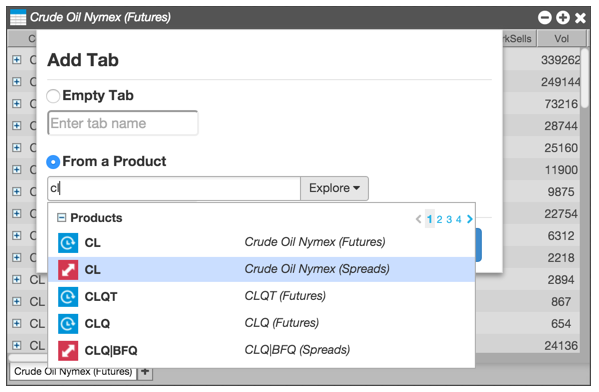 Crude Oil Nymex (Futures)
C rkSells Vol
Add Tab
Empty Tab
Enter tab name
From a Product
cl Explore
Products 1 2 3 4
CL Crude Oil Nymex (Futures)
CL Crude Oil Nymex (Spreads)
CLQT CLQT (Futures)
CLQ CLQ (Futures)
CLQ|BFQ CLQ|BFQ (Spreads)
C 339262
C 249144
C 73216
C 28744
C 25160
C 11900
C 9875
C 22754
C 6312
CL 2218
CL 2894
CL 867
CL 654
CL 24136
Crude Oil Nymex (Futures) +